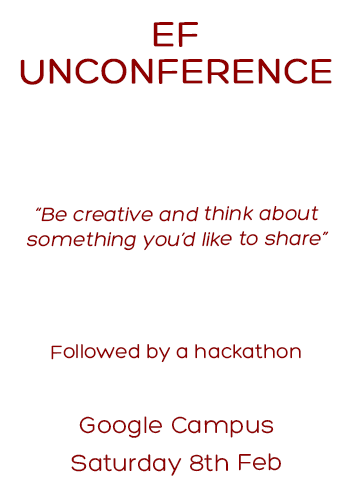 EF
UNCONFERENCE
“Be creative and think about
something you’d like to share”
Followed by a hackathon
Google Campus
Saturday 8th Feb